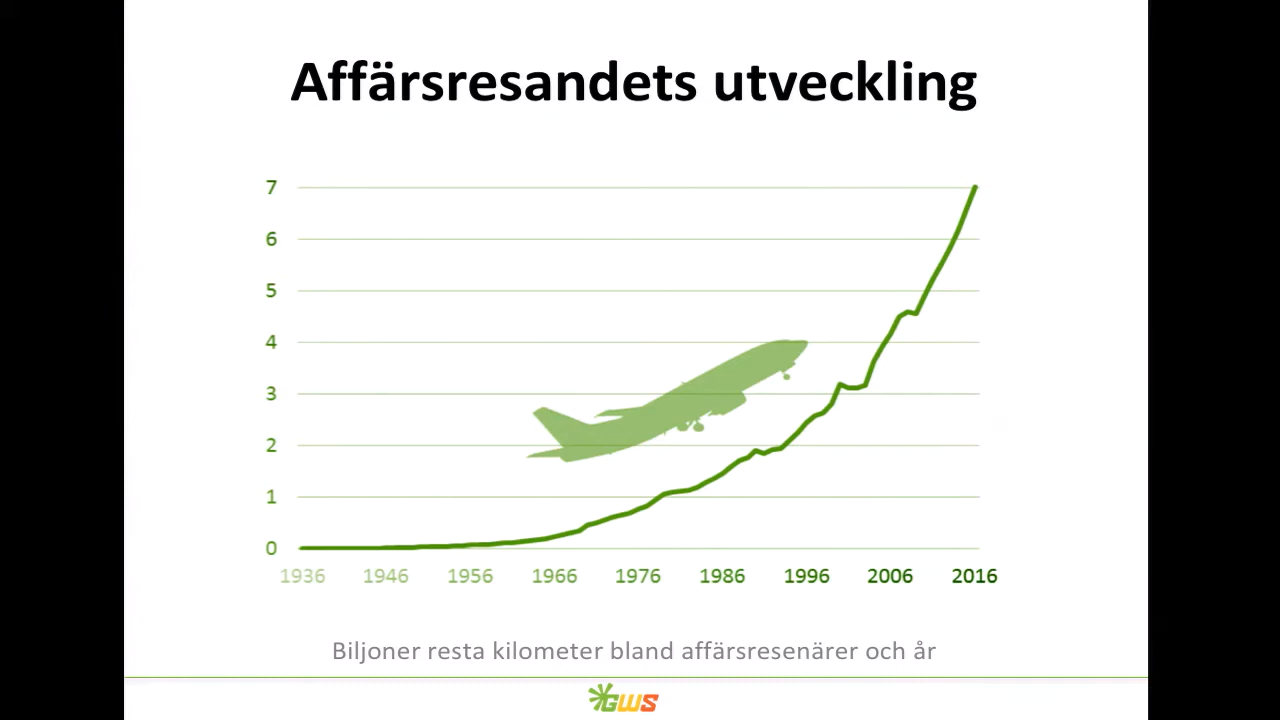 Affärsresandets utveckling
7
6
5
4
3
2
1
0
1936 1946 1956 1966 1976 1986 1996 2006 2016
Biljoner resta kilometer bland affärsresenärer och år
GWS